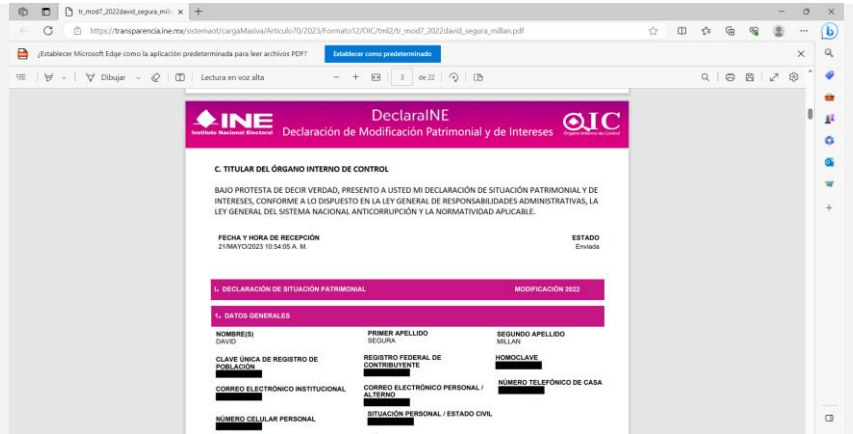 tr_mod7_2022david_segura_mill
https://transparencia.ine.mx/sistemaot/cargaMasiva/Articulo70/2023/Formato12/OIC/tml2/tr_mod7_2022david_segura_millan.pdf
¿Establecer Microsoft Edge como la aplicación predeterminada para leer archivos PDF? Establecer como predeterminado
Dibujar Lectura en voz alta 3 de 22
INE
Instituto Nacional Electoral
DeclaraINE
Declaración de Modificación Patrimonial y de Intereses
OIC
Órgano Interno de Control
C. TITULAR DEL ÓRGANO INTERNO DE CONTROL
BAJO PROTESTA DE DECIR VERDAD, PRESENTO A USTED MI DECLARACIÓN DE SITUACIÓN PATRIMONIAL Y DE
INTERESES, CONFORME A LO DISPUESTO EN LA LEY GENERAL DE RESPONSABILIDADES ADMINISTRATIVAS, LA
LEY GENERAL DEL SISTEMA NACIONAL ANTICORRUPCIÓN Y LA NORMATIVIDAD APLICABLE.
FECHA Y HORA DE RECEPCIÓN ESTADO
21/MAYO/2023 10:54:05 A. M. Enviada
I. DECLARACIÓN DE SITUACIÓN PATRIMONIAL MODIFICACIÓN 2022
1. DATOS GENERALES
NOMBRE(S) PRIMER APELLIDO SEGUNDO APELLIDO
DAVID SEGURA MILLAN
CLAVE ÚNICA DE REGISTRO DE
POBLACIÓN
REGISTRO FEDERAL DE
CONTRIBUYENTE
HOMOCLAVE
CORREO ELECTRÓNICO INSTITUCIONAL
CORREO ELECTRÓNICO PERSONAL /
ALTERNO
NÚMERO TELEFÓNICO DE CASA
NÚMERO CELULAR PERSONAL
SITUACIÓN PERSONAL / ESTADO CIVIL